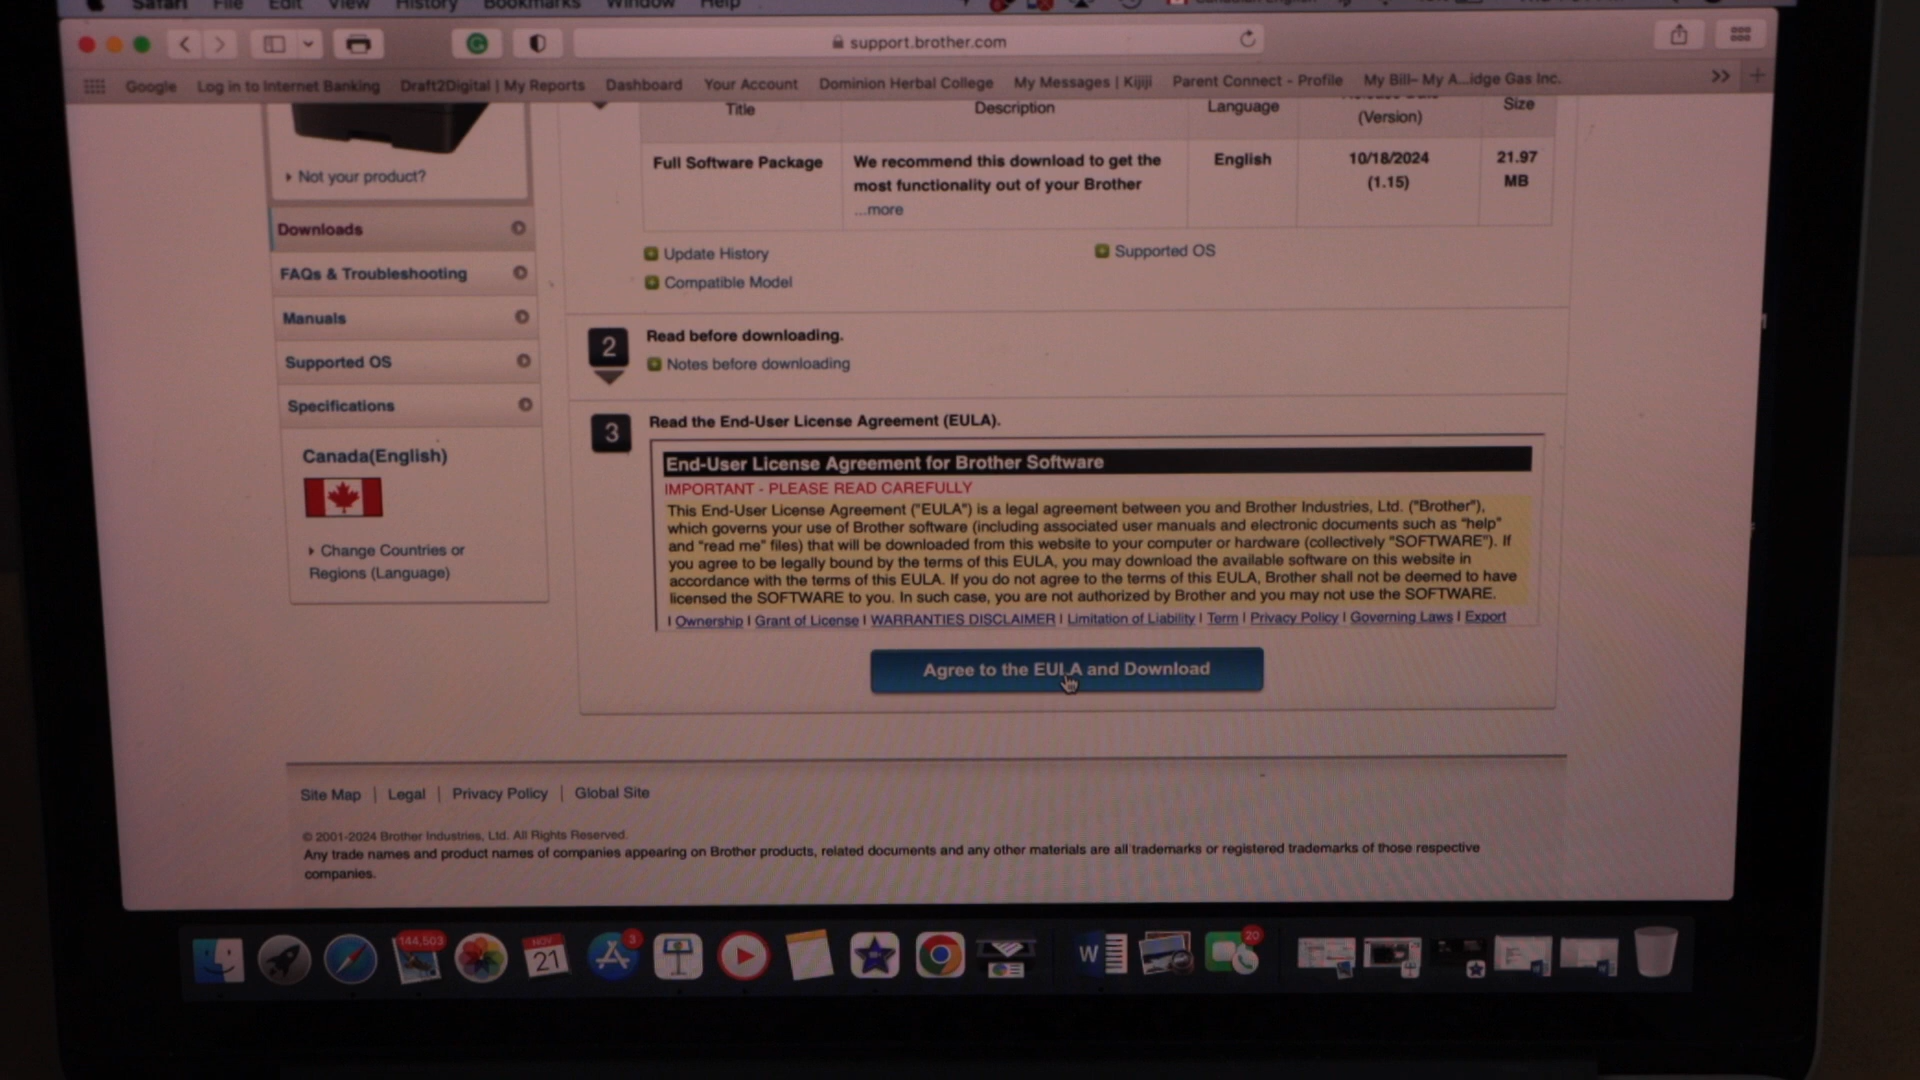 Safari File Edit View History Bookmarks Window Help
support.brother.com
Google Log in to Internet Banking Draft2Digital | My Reports Dashboard Your Account Dominion Herbal College My Messages | Kijiji Parent Connect - Profile My Bill– My A...idge Gas Inc.
Title Description Language (Version) Size
Not your product?
Full Software Package We recommend this download to get the English 10/18/2024 21.97
most functionality out of your Brother (1.15) MB
...more
Downloads
FAQs & Troubleshooting
Manuals
Supported OS
Specifications
Update History Supported OS
Compatible Model
2 Read before downloading.
Notes before downloading
3 Read the End-User License Agreement (EULA).
End-User License Agreement for Brother Software
IMPORTANT - PLEASE READ CAREFULLY
This End-User License Agreement ("EULA") is a legal agreement between you and Brother Industries, Ltd. ("Brother"),
which governs your use of Brother software (including associated user manuals and electronic documents such as "help"
and "read me" files) that will be downloaded from this website to your computer or hardware (collectively "SOFTWARE"). If
you agree to be legally bound by the terms of this EULA, you may download the available software on this website in
accordance with the terms of this EULA. If you do not agree to the terms of this EULA, Brother shall not be deemed to have
licensed the SOFTWARE to you. In such case, you are not authorized by Brother and you may not use the SOFTWARE.
| Ownership | Grant of License | WARRANTIES DISCLAIMER | Limitation of Liability | Term | Privacy Policy | Governing Laws | Export
Canada(English)
Change Countries or
Regions (Language)
Agree to the EULA and Download
Site Map | Legal | Privacy Policy | Global Site
© 2001-2024 Brother Industries, Ltd. All Rights Reserved.
Any trade names and product names of companies appearing on Brother products, related documents and any other materials are all trademarks or registered trademarks of those respective
companies.
144,503
NOV
21
3
W
20